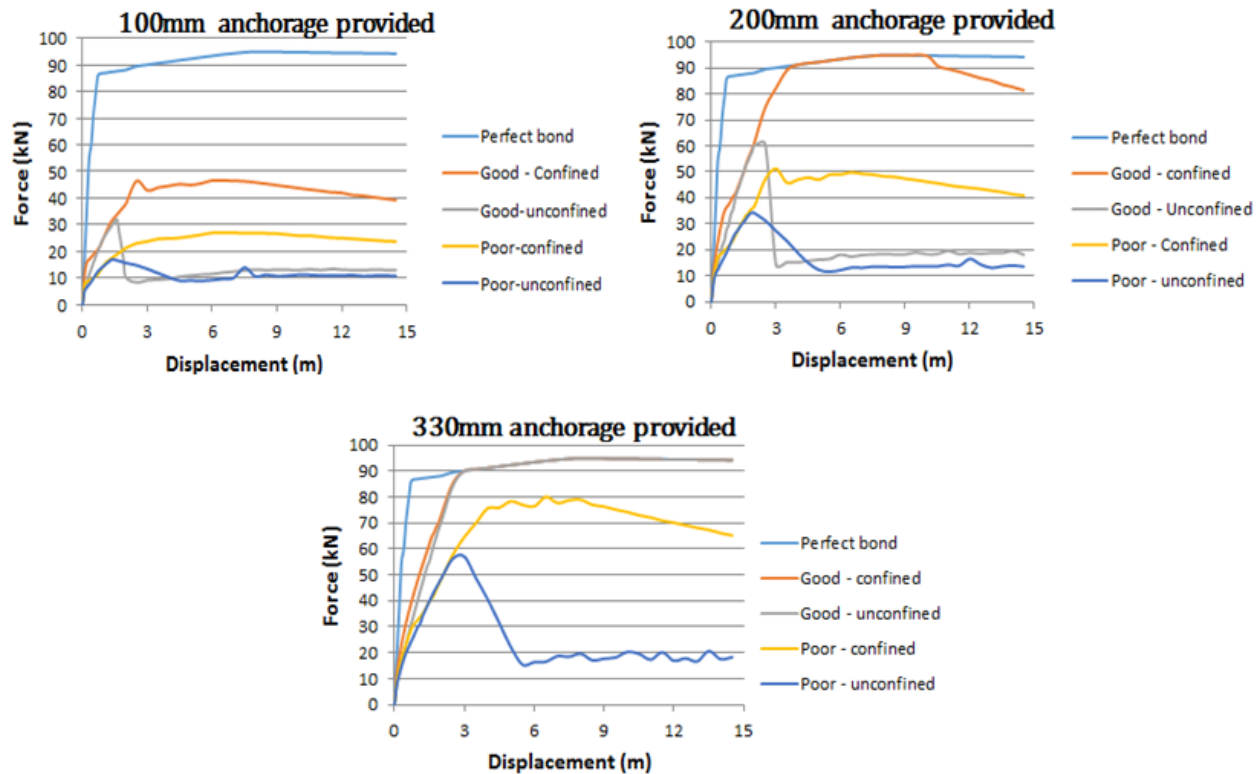 100mm anchorage provided
100
90
80
70
60
50
40
30
20
10
0
Force (kN)
0 3 6 9 12 15
Displacement (m)
Perfect bond
Good - Confined
Good-unconfined
Poor-confined
Poor-unconfined
200mm anchorage provided
100
90
80
70
60
50
40
30
20
10
0
Force (kN)
0 3 6 9 12 15
Displacement (m)
Perfect bond
Good - confined
Good - Unconfined
Poor - Confined
Poor - unconfined
330mm anchorage provided
100
90
80
70
60
50
40
30
20
10
0
Force (kN)
0 3 6 9 12 15
Displacement (m)
Perfect bond
Good - confined
Good - unconfined
Poor - confined
Poor - unconfined